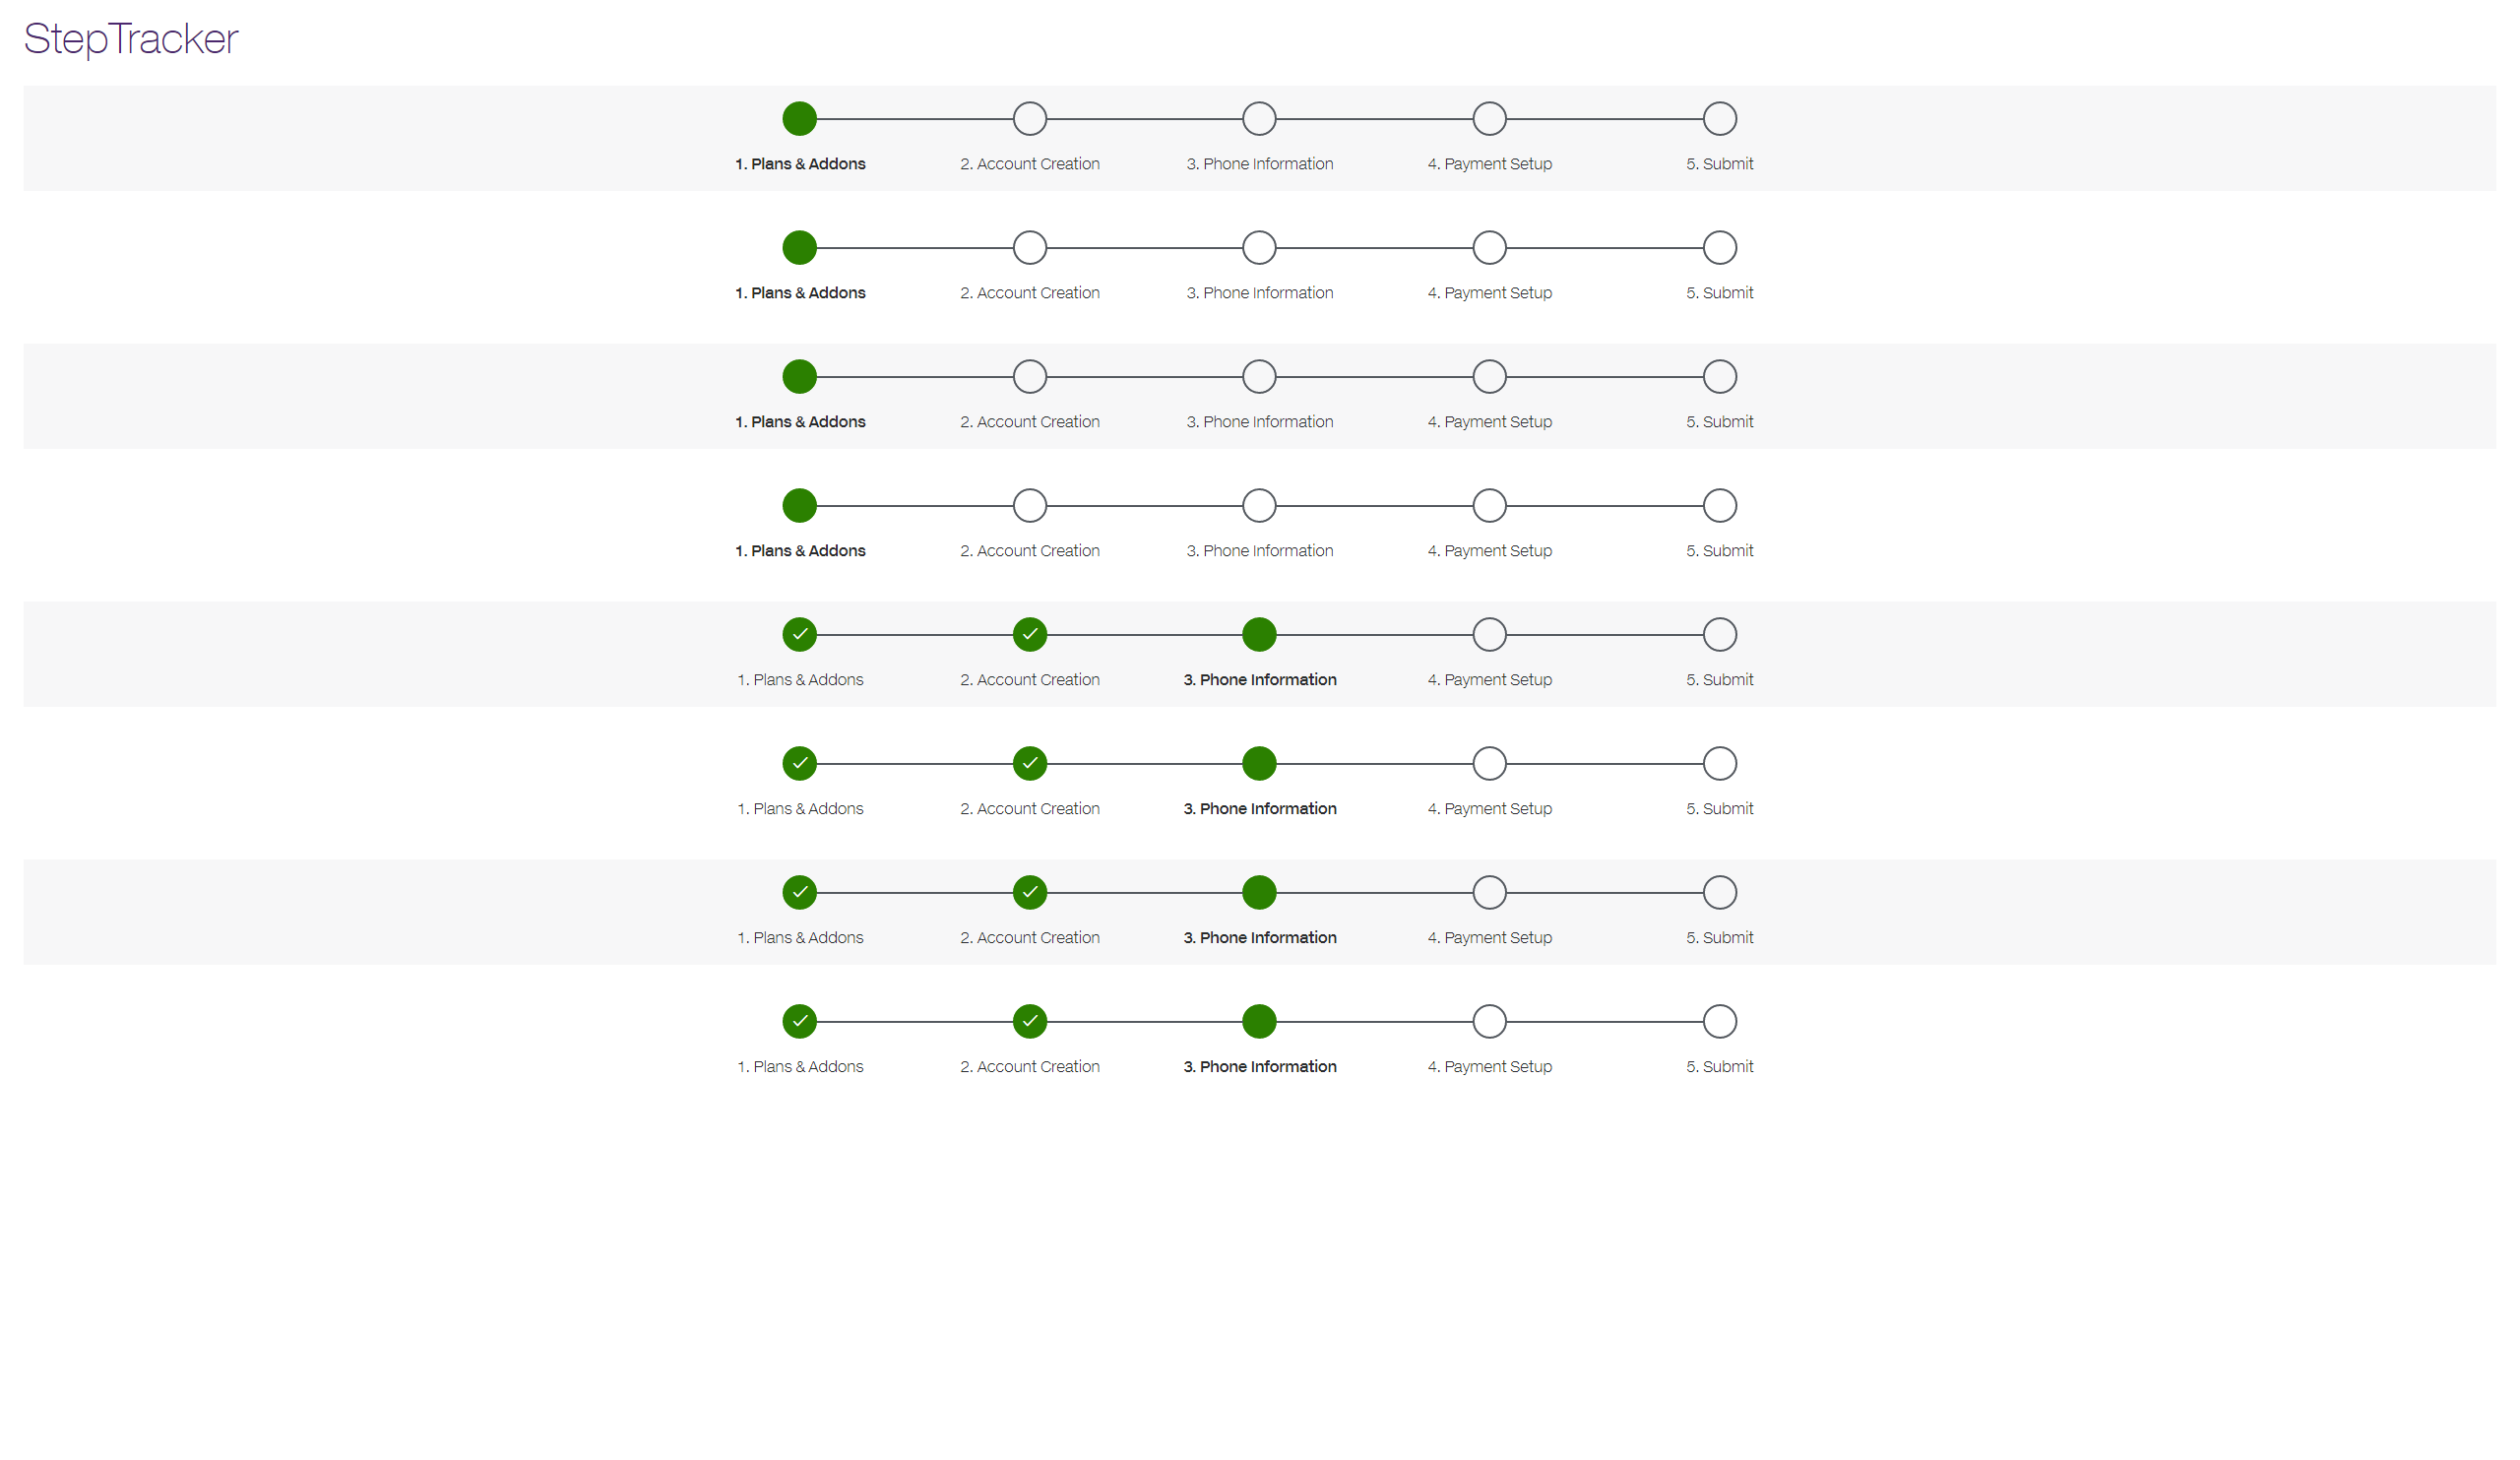 StepTracker
1. Plans & Addons 2. Account Creation 3. Phone Information 4. Payment Setup 5. Submit
1. Plans & Addons 2. Account Creation 3. Phone Information 4. Payment Setup 5. Submit
1. Plans & Addons 2. Account Creation 3. Phone Information 4. Payment Setup 5. Submit
1. Plans & Addons 2. Account Creation 3. Phone Information 4. Payment Setup 5. Submit
1. Plans & Addons 2. Account Creation 3. Phone Information 4. Payment Setup 5. Submit
1. Plans & Addons 2. Account Creation 3. Phone Information 4. Payment Setup 5. Submit
1. Plans & Addons 2. Account Creation 3. Phone Information 4. Payment Setup 5. Submit
1. Plans & Addons 2. Account Creation 3. Phone Information 4. Payment Setup 5. Submit